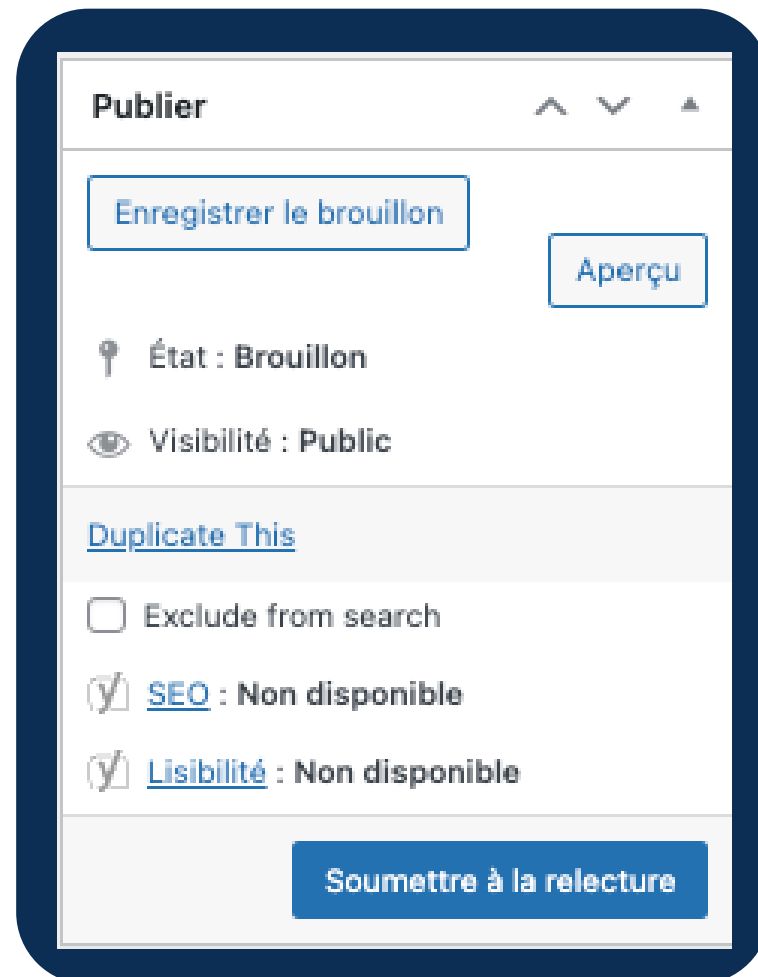 Publier
Enregistrer le brouillon
Aperçu
État : Brouillon
Visibilité : Public
Duplicate This
Exclude from search
SEO : Non disponible
Lisibilité : Non disponible
Soumettre à la relecture